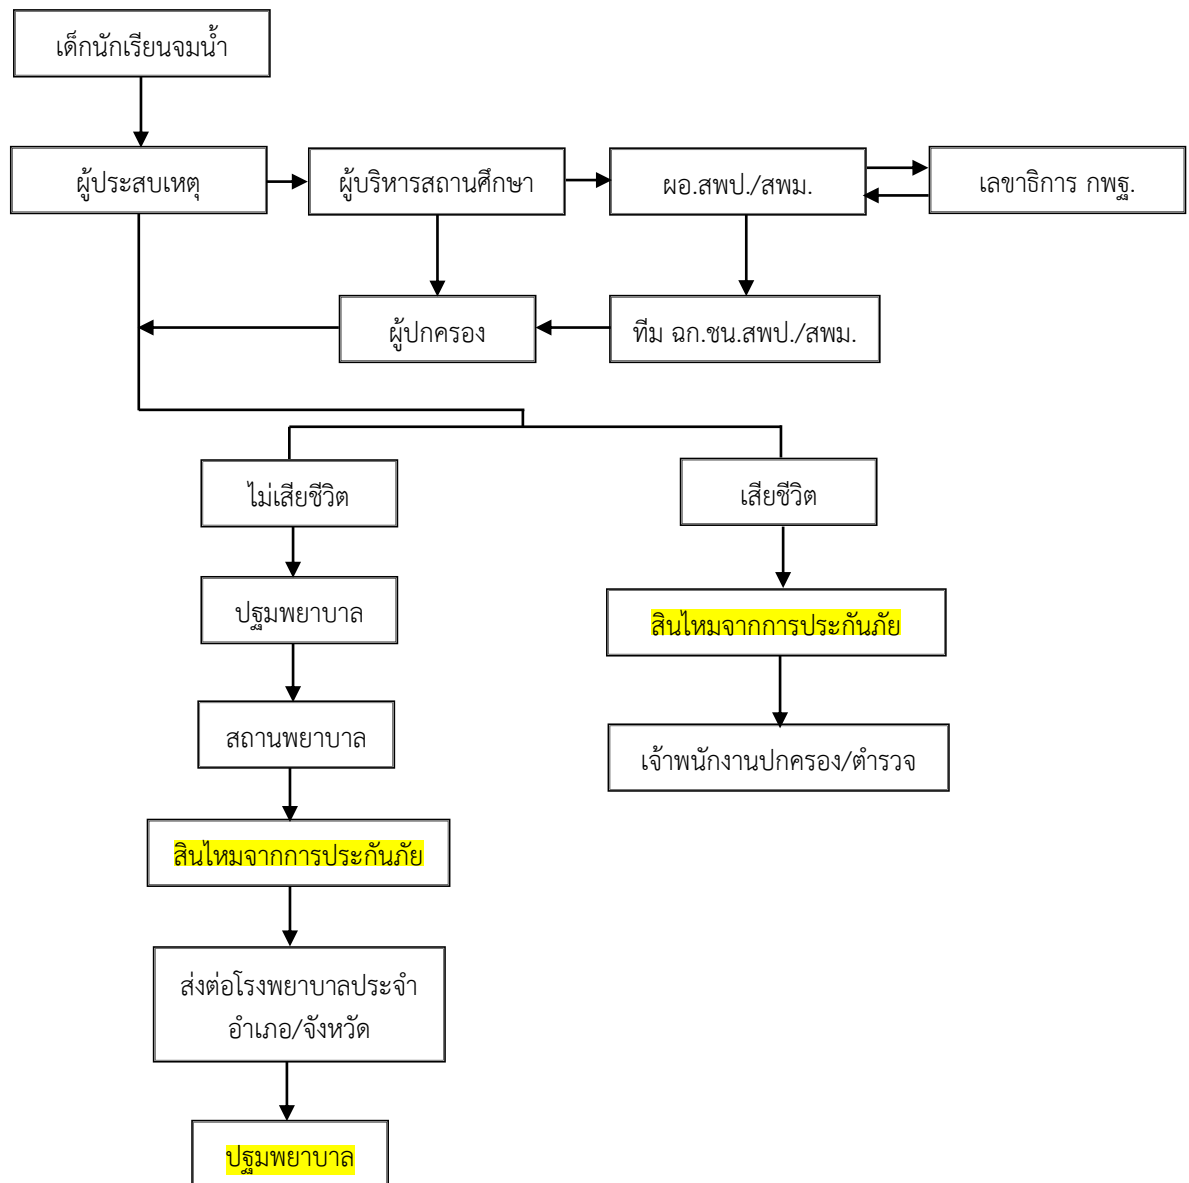 เด็กนักเรียนจมน้ำ
ผู้ประสบเหตุ
ผู้บริหารสถานศึกษา
ผอ.สพป./สพม.
เลขาธิการ กพฐ.
ผู้ปกครอง
ทีม ฉก.ชน.สพป./สพม.
ไม่เสียชีวิต
เสียชีวิต
ปฐมพยาบาล
สินไหมจากการประกันภัย
สถานพยาบาล
เจ้าพนักงานปกครอง/ตำรวจ
สินไหมจากการประกันภัย
ส่งต่อโรงพยาบาลประจำ
อำเภอ/จังหวัด
ปฐมพยาบาล